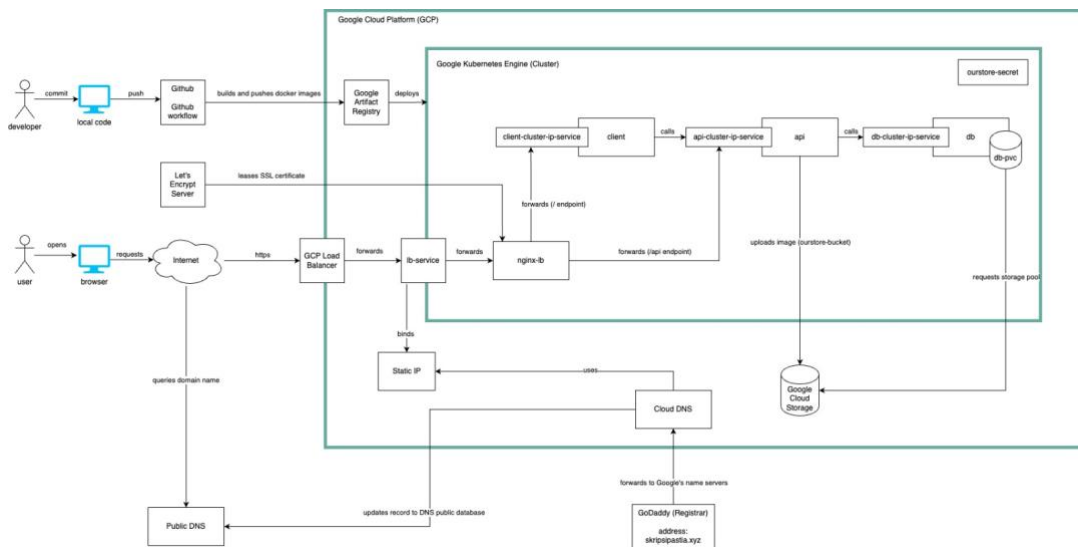 Google Cloud Platform (GCP)
Google Kubernetes Engine (Cluster)
ourstore-secret
commit
push
Github
Github
workflow
builds and pushes docker images
Google
Artifact
Registry
deploys
developer
local code
client-cluster-ip-service
client
calls
api-cluster-ip-service
api
calls
db-cluster-ip-service
db
db-pvc
Let's
Encrypt
Server
leases SSL certificate
forwards (/ endpoint)
opens
requests
Internet
https
GCP Load
Balancer
forwards
lb-service
forwards
nginx-lb
forwards (/api endpoint)
uploads image (ourstore-bucket)
requests storage pool
user
browser
binds
Static IP
uses
queries domain name
Cloud DNS
Google
Cloud
Storage
forwards to Google's name servers
updates record to DNS public database
Public DNS
GoDaddy (Registrar)
address:
skripsipastia.xyz